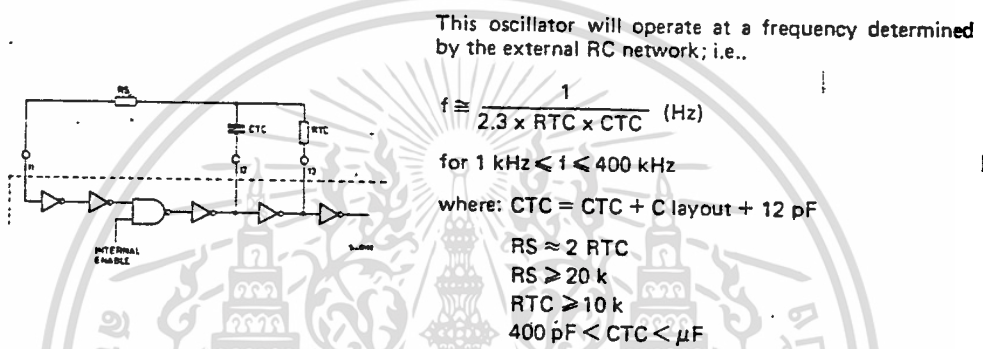 This oscillator will operate at a frequency determined
by the external RC network; i.e..
f ≅ 1 / 2.3 x RTC x CTC (Hz)
for 1 kHz ⩽ f ⩽ 400 kHz
where: CTC = CTC + C layout + 12 pF
RS ≈ 2 RTC
RS ⩾ 20 k
RTC ⩾ 10 k
400 pF < CTC < μF
RS
CTC
RTC
11
12
13
INTERNAL
ENABLE